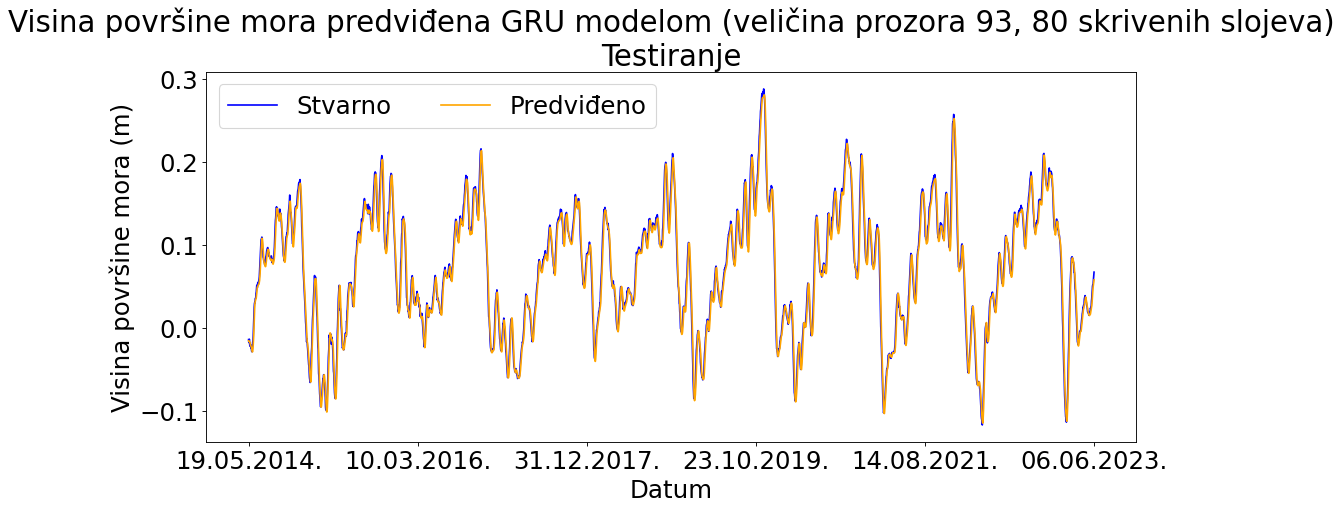 Visina površine mora predviđena GRU modelom (veličina prozora 93, 80 skrivenih slojeva)
Testiranje
Stvarno
Predviđeno
Visina površine mora (m)
0.3
0.2
0.1
0.0
−0.1
19.05.2014.
10.03.2016.
31.12.2017.
23.10.2019.
14.08.2021.
06.06.2023.
Datum